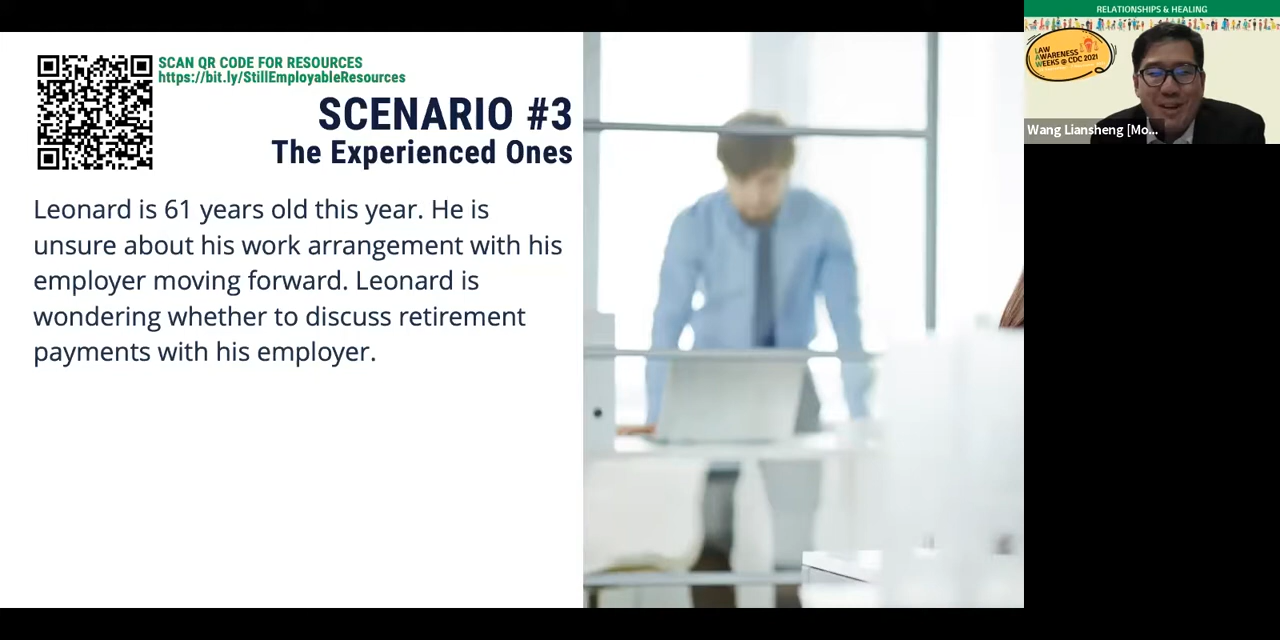 SCAN QR CODE FOR RESOURCES
https://bit.ly/StillEmployableResources
SCENARIO #3
The Experienced Ones
Leonard is 61 years old this year. He is
unsure about his work arrangement with his
employer moving forward. Leonard is
wondering whether to discuss retirement
payments with his employer.
RELATIONSHIPS & HEALING
LAW
AWARENESS
WEEKS @ CDC 2021
Wang Liansheng [Mo...